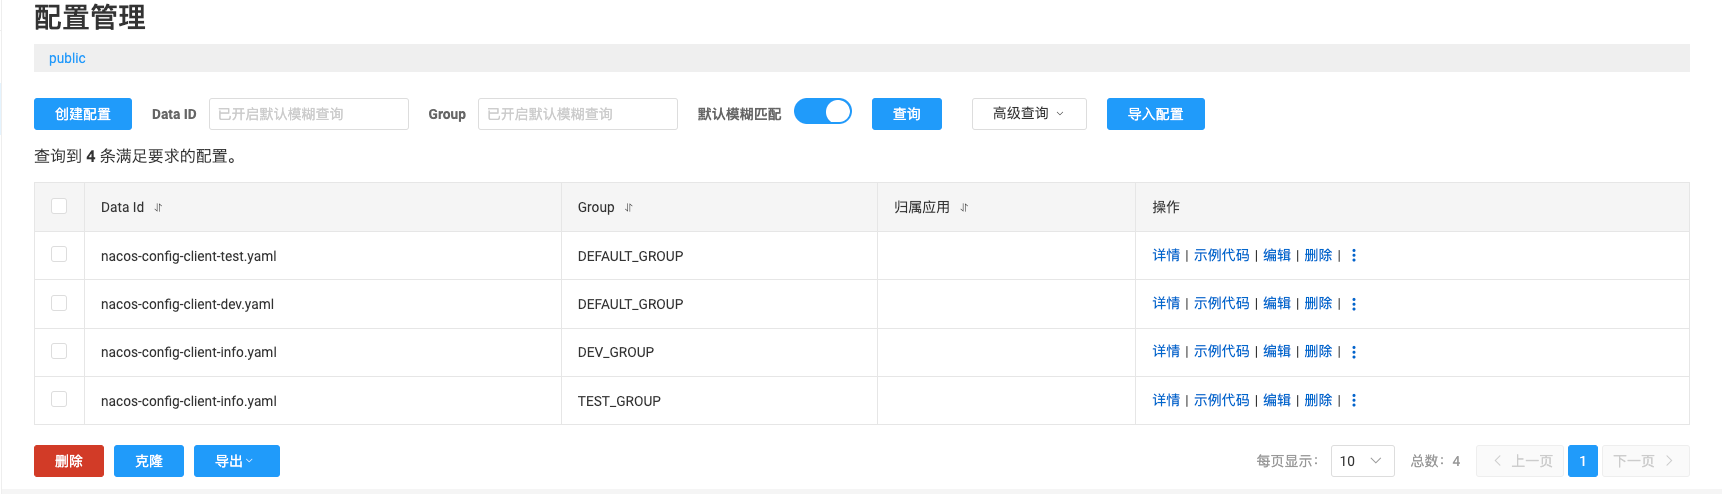 配置管理
public
创建配置 Data ID 已开启默认模糊查询 Group 已开启默认模糊查询 默认模糊匹配 查询 高级查询 导入配置
查询到 4 条满足要求的配置。
Data Id Group 归属应用 操作
nacos-config-client-test.yaml DEFAULT_GROUP 详情 | 示例代码 | 编辑 | 删除 |
nacos-config-client-dev.yaml DEFAULT_GROUP 详情 | 示例代码 | 编辑 | 删除 |
nacos-config-client-info.yaml DEV_GROUP 详情 | 示例代码 | 编辑 | 删除 |
nacos-config-client-info.yaml TEST_GROUP 详情 | 示例代码 | 编辑 | 删除 |
删除 克隆 导出 每页显示： 10 总数： 4 上一页 1 下一页